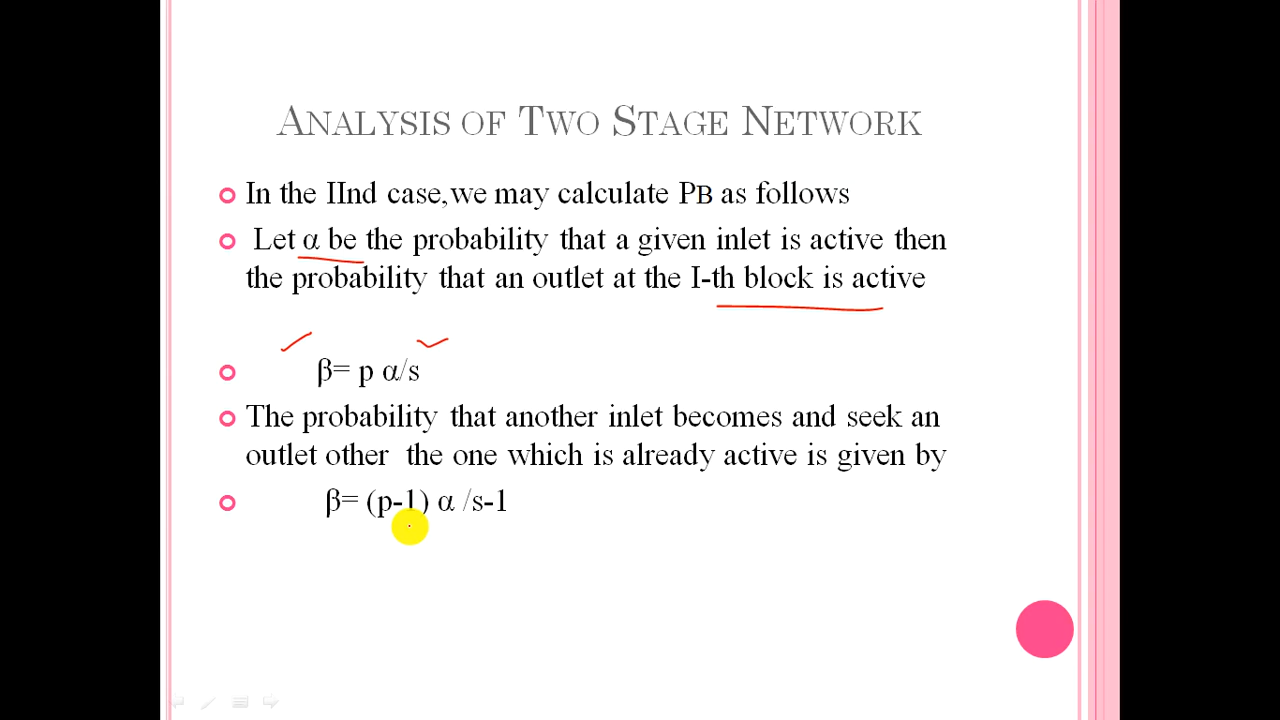 ANALYSIS OF TWO STAGE NETWORK
In the IInd case,we may calculate PB as follows
Let α be the probability that a given inlet is active then
the probability that an outlet at the I-th block is active
β= p α/s
The probability that another inlet becomes and seek an
outlet other the one which is already active is given by
β= (p-1) α /s-1